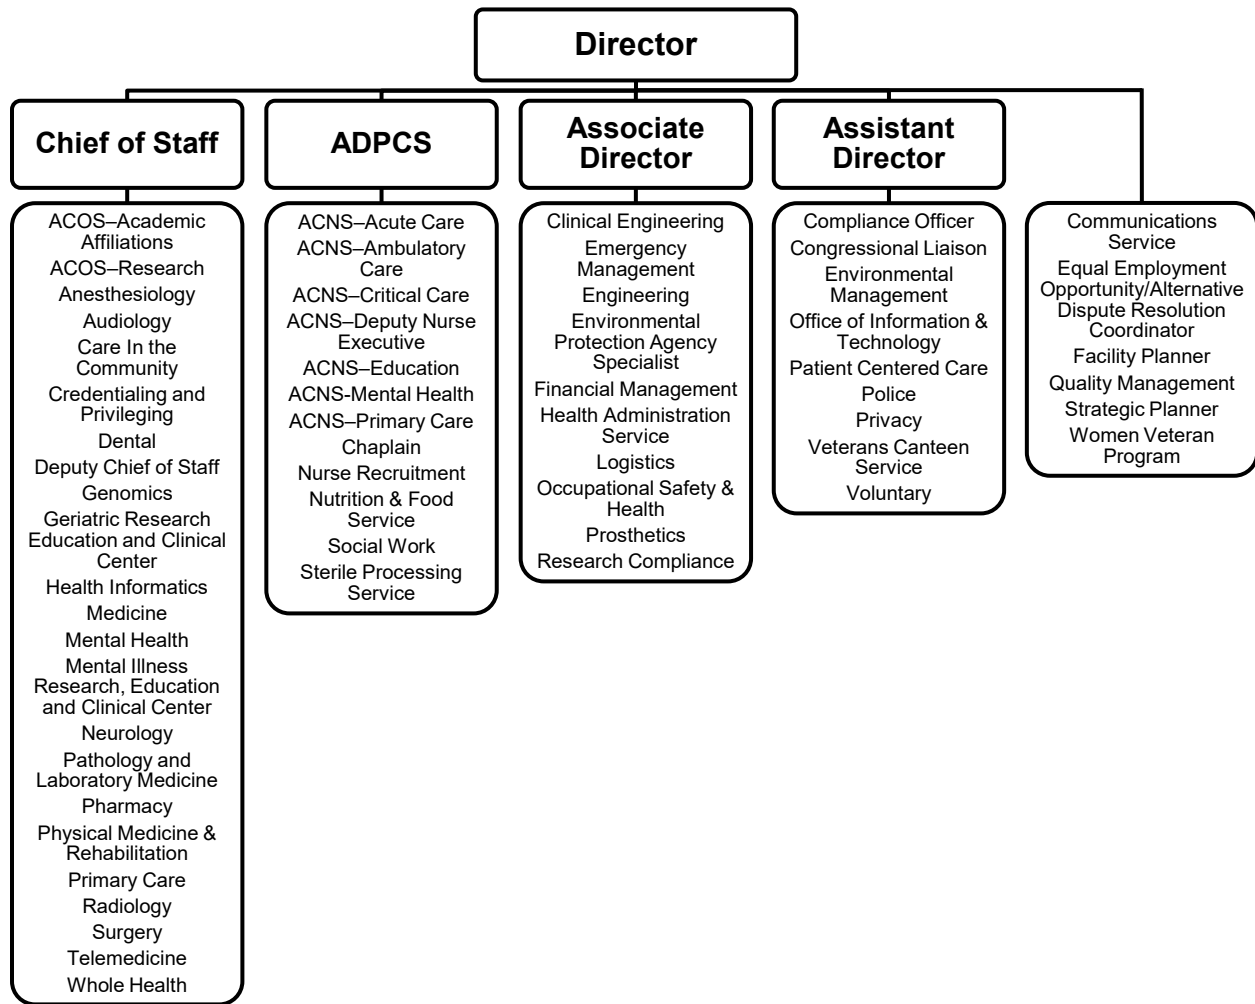 Director
Chief of Staff
ACOS–Academic
Affiliations
ACOS–Research
Anesthesiology
Audiology
Care In the
Community
Credentialing and
Privileging
Dental
Deputy Chief of Staff
Genomics
Geriatric Research
Education and Clinical
Center
Health Informatics
Medicine
Mental Health
Mental Illness
Research, Education
and Clinical Center
Neurology
Pathology and
Laboratory Medicine
Pharmacy
Physical Medicine &
Rehabilitation
Primary Care
Radiology
Surgery
Telemedicine
Whole Health
ADPCS
ACNS–Acute Care
ACNS–Ambulatory
Care
ACNS–Critical Care
ACNS–Deputy Nurse
Executive
ACNS–Education
ACNS-Mental Health
ACNS–Primary Care
Chaplain
Nurse Recruitment
Nutrition & Food
Service
Social Work
Sterile Processing
Service
Associate
Director
Clinical Engineering
Emergency
Management
Engineering
Environmental
Protection Agency
Specialist
Financial Management
Health Administration
Service
Logistics
Occupational Safety &
Health
Prosthetics
Research Compliance
Assistant
Director
Compliance Officer
Congressional Liaison
Environmental
Management
Office of Information &
Technology
Patient Centered Care
Police
Privacy
Veterans Canteen
Service
Voluntary
Communications
Service
Equal Employment
Opportunity/Alternative
Dispute Resolution
Coordinator
Facility Planner
Quality Management
Strategic Planner
Women Veteran
Program